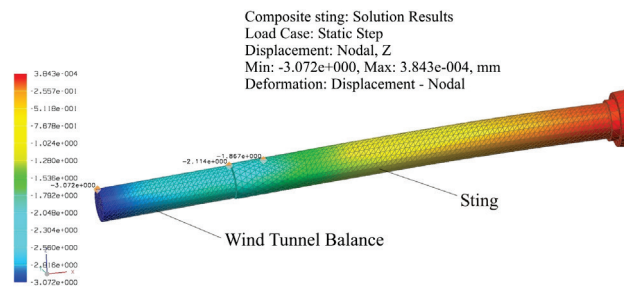 Composite sting: Solution Results
Load Case: Static Step
Displacement: Nodal, Z
Min: -3.072e+000, Max: 3.843e-004, mm
Deformation: Displacement - Nodal
3.843e-004
-2.557e-001
-5.118e-001
-7.678e-001
-1.024e+000
-1.280e+000
-1.536e+000
-1.792e+000
-2.048e+000
-2.304e+000
-2.560e+000
-2.816e+000
-3.072e+000
-1.867e+000
-2.114e+000
-3.072e+000
Sting
Wind Tunnel Balance
X